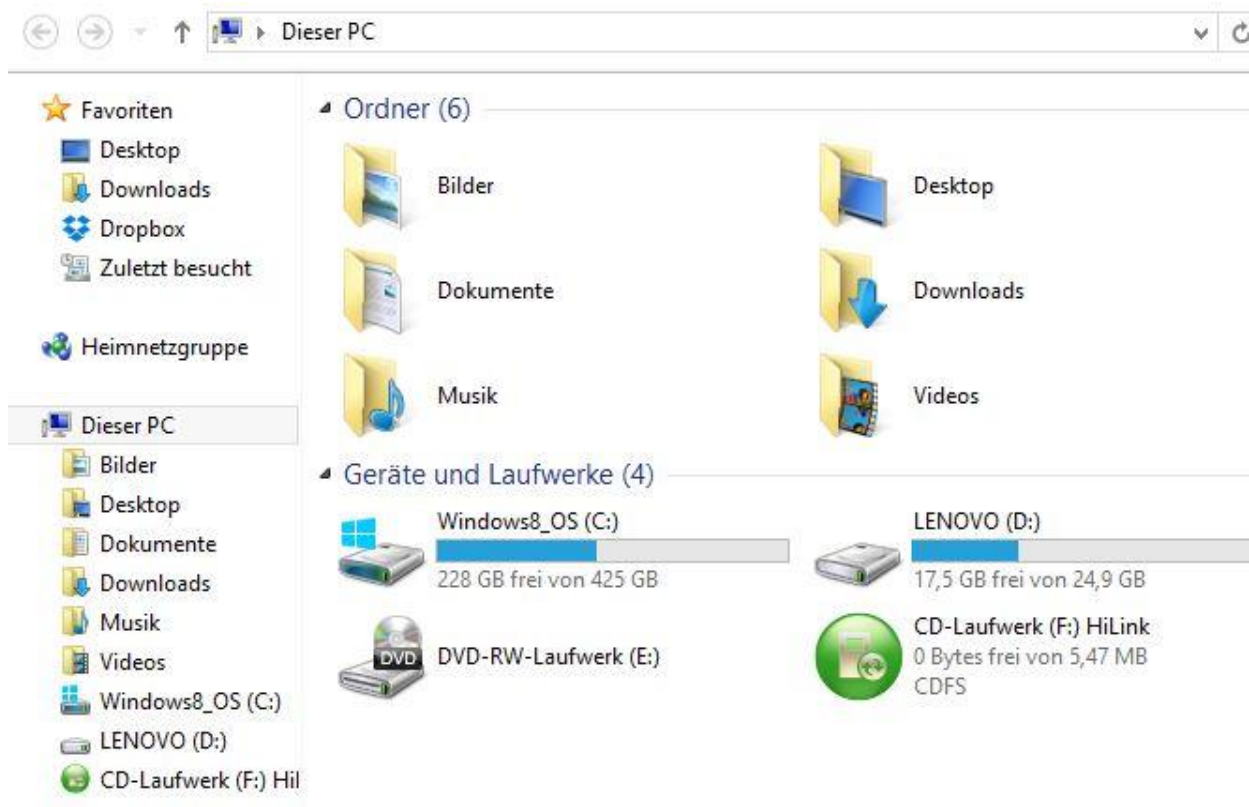 Dieser PC
Favoriten
Desktop
Downloads
Dropbox
Zuletzt besucht
Heimnetzgruppe
Dieser PC
Bilder
Desktop
Dokumente
Downloads
Musik
Videos
Windows8_OS (C:)
LENOVO (D:)
CD-Laufwerk (F:) Hil
Ordner (6)
Bilder
Desktop
Dokumente
Downloads
Musik
Videos
Geräte und Laufwerke (4)
Windows8_OS (C:)
228 GB frei von 425 GB
LENOVO (D:)
17,5 GB frei von 24,9 GB
DVD
DVD-RW-Laufwerk (E:)
CD-Laufwerk (F:) HiLink
0 Bytes frei von 5,47 MB
CDFS